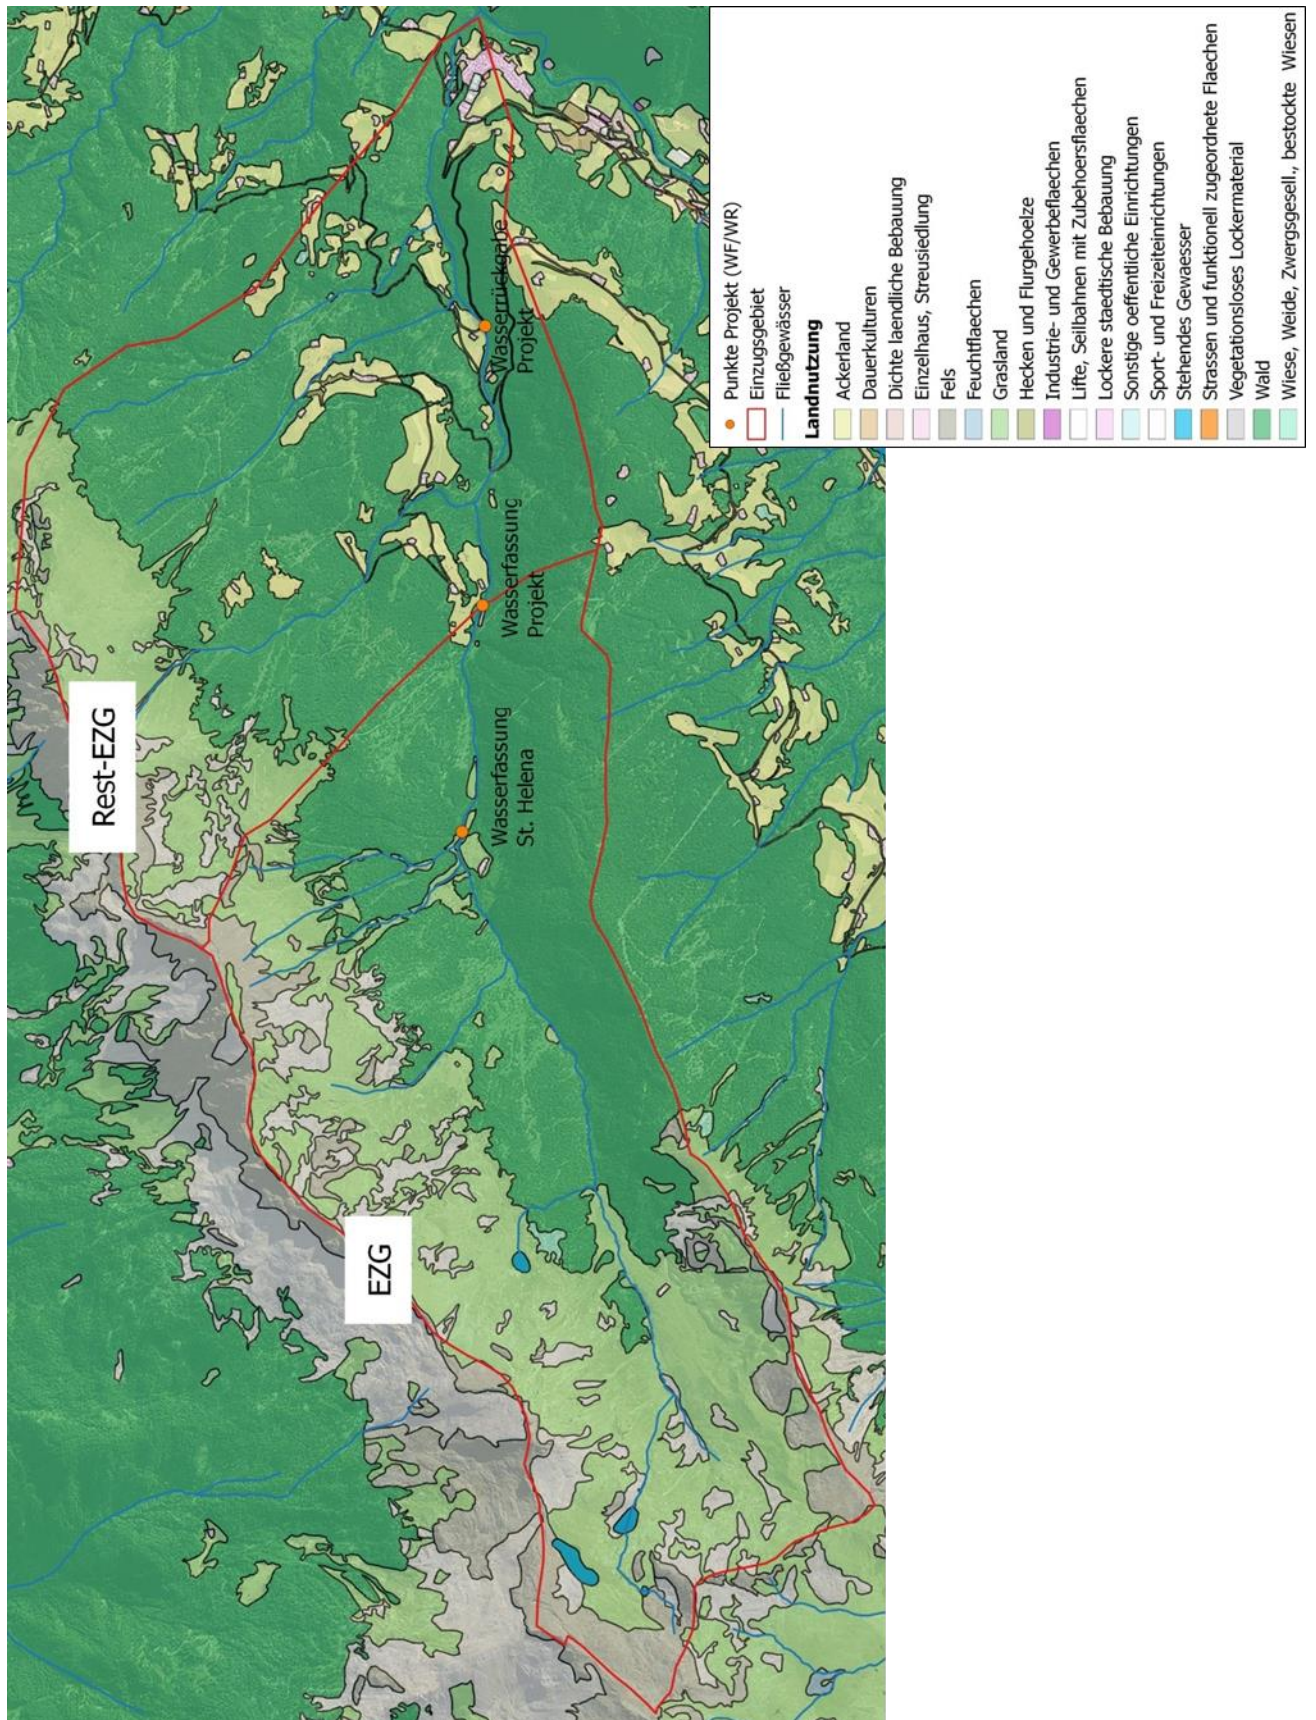 Rest-EZG
EZG
Wasserfassung
St. Helena
Wasserfassung
Projekt
Wasserrückgabe
Projekt
Punkte Projekt (WF/WR)
Einzugsgebiet
Fließgewässer
Landnutzung
Ackerland
Dauerkulturen
Dichte laendliche Bebauung
Einzelhaus, Streusiedlung
Fels
Feuchtflaechen
Grasland
Hecken und Flurgehoelze
Industrie- und Gewerbeflaechen
Lifte, Seilbahnen mit Zubehoersflaechen
Lockere staedtische Bebauung
Sonstige oeffentliche Einrichtungen
Sport- und Freizeiteinrichtungen
Stehendes Gewaesser
Strassen und funktionell zugeordnete Flaechen
Vegetationsloses Lockermaterial
Wald
Wiese, Weide, Zwergsgesell., bestockte Wiesen